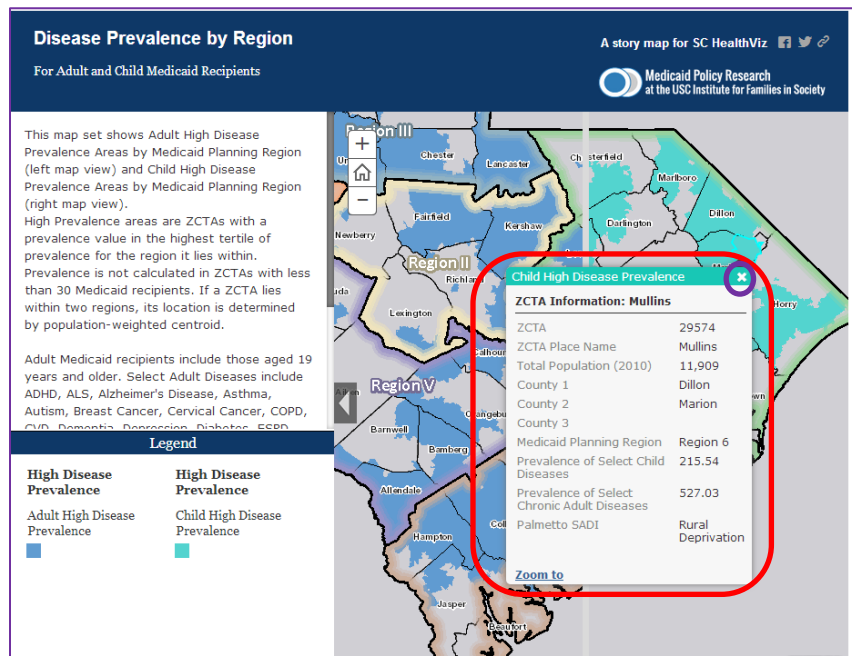 Disease Prevalence by Region
For Adult and Child Medicaid Recipients
A story map for SC HealthViz
Medicaid Policy Research
at the USC Institute for Families in Society
This map set shows Adult High Disease
Prevalence Areas by Medicaid Planning Region
(left map view) and Child High Disease
Prevalence Areas by Medicaid Planning Region
(right map view).
High Prevalence areas are ZCTAs with a
prevalence value in the highest tertile of
prevalence for the region it lies within.
Prevalence is not calculated in ZCTAs with less
than 30 Medicaid recipients. If a ZCTA lies
within two regions, its location is determined
by population-weighted centroid.
Adult Medicaid recipients include those aged 19
years and older. Select Adult Diseases include
ADHD, ALS, Alzheimer's Disease, Asthma,
Autism, Breast Cancer, Cervical Cancer, COPD,
CVD, Dementia, Depression, Diabetes, ESRD,
Legend
High Disease
Prevalence
Adult High Disease
Prevalence
High Disease
Prevalence
Child High Disease
Prevalence
+
−
Region III
Chester
Lancaster
Chesterfield
Marlboro
Dillon
Darlington
Fairfield
Kershaw
Newberry
Region II
Richland
Lexington
Horry
Region V
Barnwell
Bamberg
Allendale
Hampton
Jasper
Beaufort
Child High Disease Prevalence
ZCTA Information: Mullins
ZCTA 29574
ZCTA Place Name Mullins
Total Population (2010) 11,909
County 1 Dillon
County 2 Marion
County 3
Medicaid Planning Region Region 6
Prevalence of Select Child 215.54
Diseases
Prevalence of Select 527.03
Chronic Adult Diseases
Palmetto SADI Rural
Deprivation
Zoom to